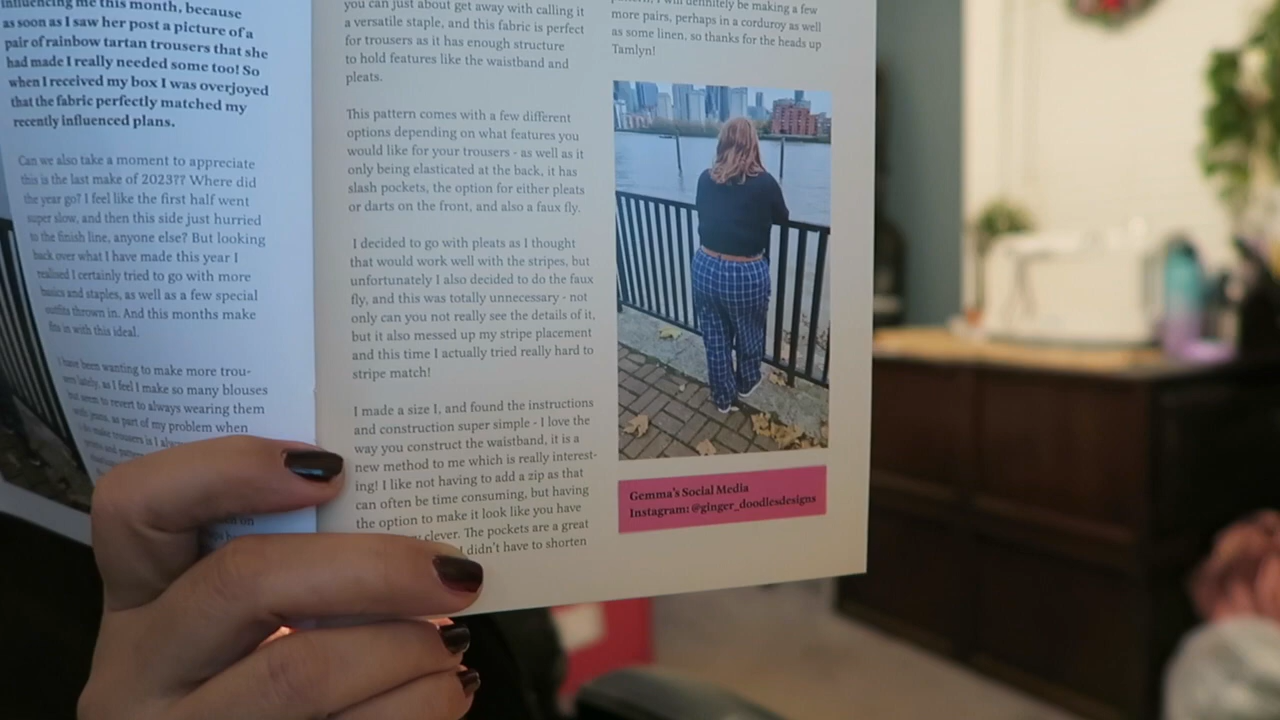 influencing me this month, because
as soon as I saw her post a picture of a
pair of rainbow tartan trousers that she
had made I really needed some too! So
when I received my box I was overjoyed
that the fabric perfectly matched my
recently influenced plans.
Can we also take a moment to appreciate
this is the last make of 2023?? Where did
the year go? I feel like the first half went
super slow, and then this side just hurried
to the finish line, anyone else? But looking
back over what I have made this year I
realised I certainly tried to go with more
basics and staples, as well as a few special
outfits thrown in. And this months make
fits in with this ideal.
I have been wanting to make more trou-
sers lately, as I feel I make so many blouses
but seem to revert to always wearing them
with jeans, as part of my problem when
make trousers is I
on
you can just about get away with calling it
a versatile staple, and this fabric is perfect
for trousers as it has enough structure
to hold features like the waistband and
pleats.
This pattern comes with a few different
options depending on what features you
would like for your trousers - as well as it
only being elasticated at the back, it has
slash pockets, the option for either pleats
or darts on the front, and also a faux fly.
I decided to go with pleats as I thought
that would work well with the stripes, but
unfortunately I also decided to do the faux
fly, and this was totally unnecessary - not
only can you not really see the details of it,
but it also messed up my stripe placement
and this time I actually tried really hard to
stripe match!
I made a size 1, and found the instructions
and construction super simple - I love the
way you construct the waistband, it is a
new method to me which is really interest-
ing! I like not having to add a zip as that
can often be time consuming, but having
the option to make it look like you have
clever. The pockets are a great
I didn't have to shorten
I will definitely be making a few
more pairs, perhaps in a corduroy as well
as some linen, so thanks for the heads up
Tamlyn!
Gemma's Social Media
Instagram: @ginger_doodlesdesigns